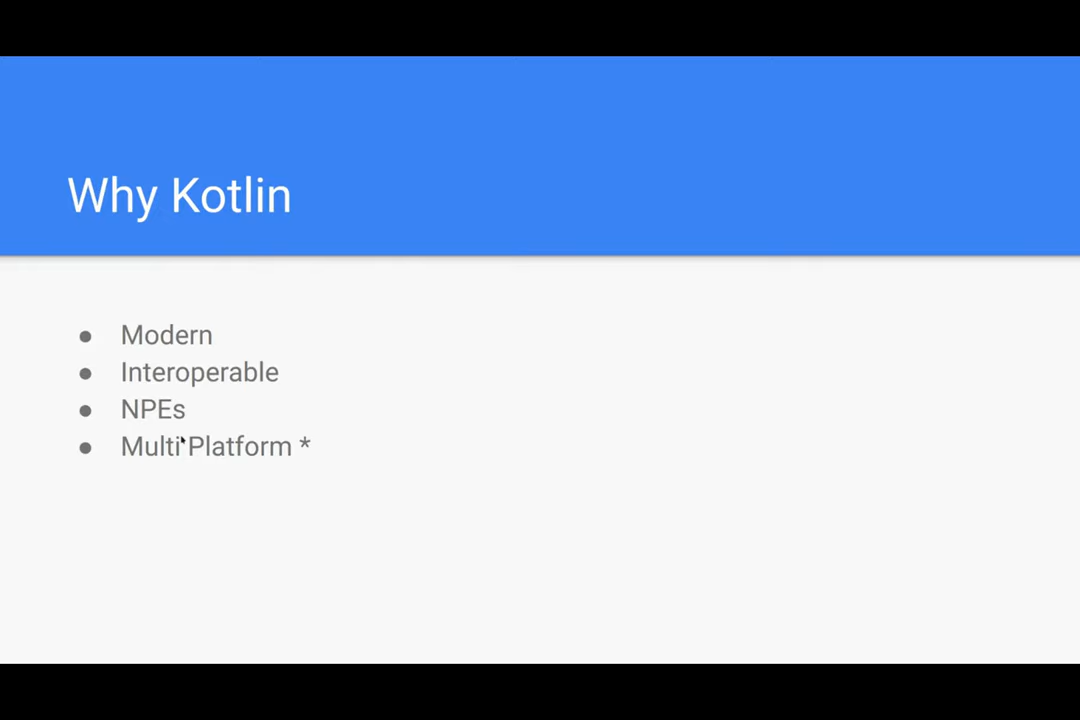 Why Kotlin
● Modern
● Interoperable
● NPEs
● Multi Platform *